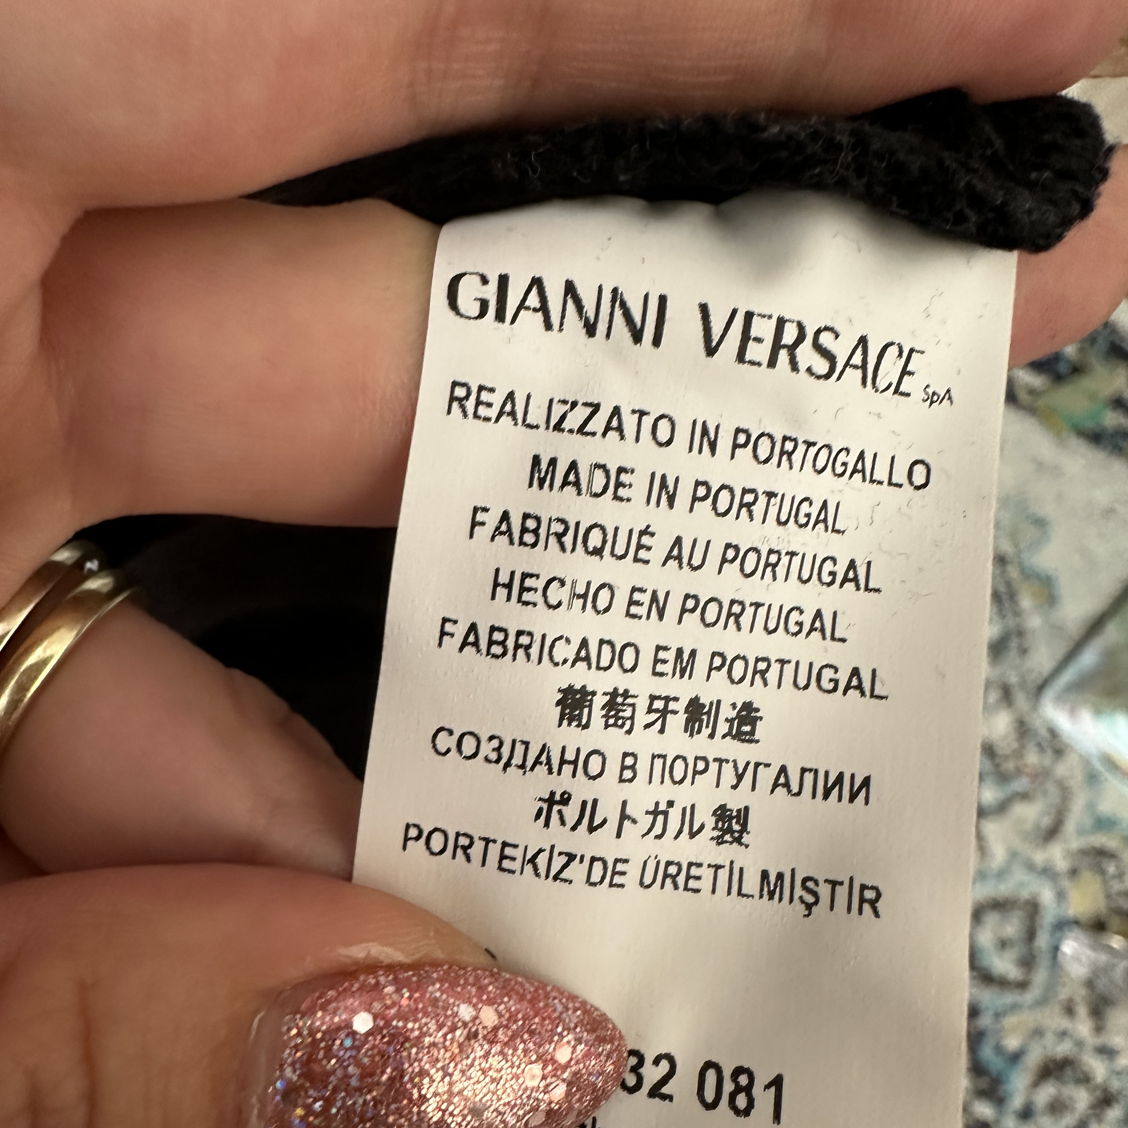 GIANNI VERSACE SpA
REALIZZATO IN PORTOGALLO
MADE IN PORTUGAL
FABRIQUÉ AU PORTUGAL
HECHO EN PORTUGAL
FABRICADO EM PORTUGAL
葡萄牙制造
СОЗДАНО В ПОРТУГАЛИИ
ポルトガル製
PORTEKİZ'DE ÜRETİLMİŞTİR
32 081